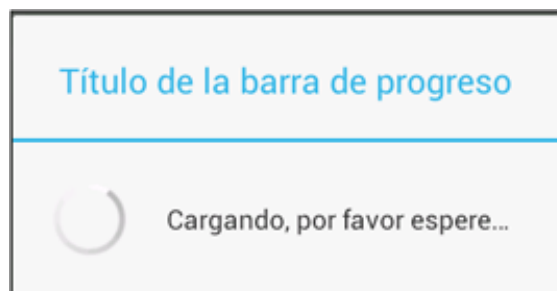 Título de la barra de progreso
Cargando, por favor espere...